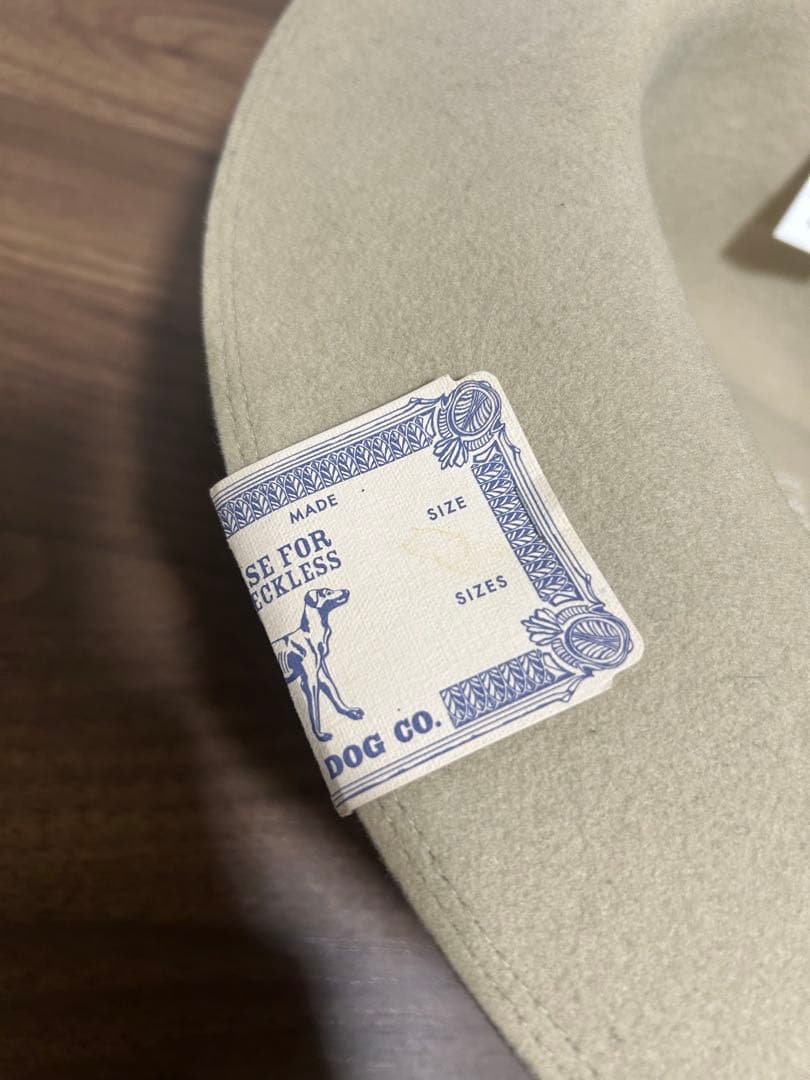 MADE
SIZE
SE FOR
ECKLESS
SIZES
DOG CO.